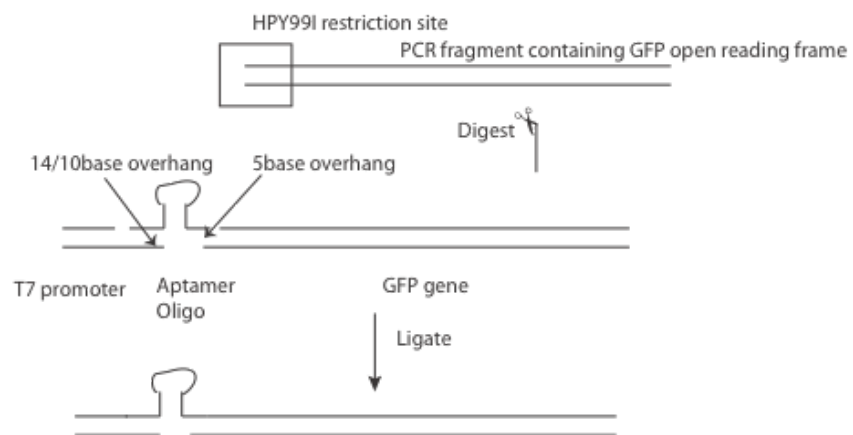 HPY99I restriction site
PCR fragment containing GFP open reading frame
Digest
14/10base overhang
5base overhang
T7 promoter
Aptamer
Oligo
GFP gene
Ligate